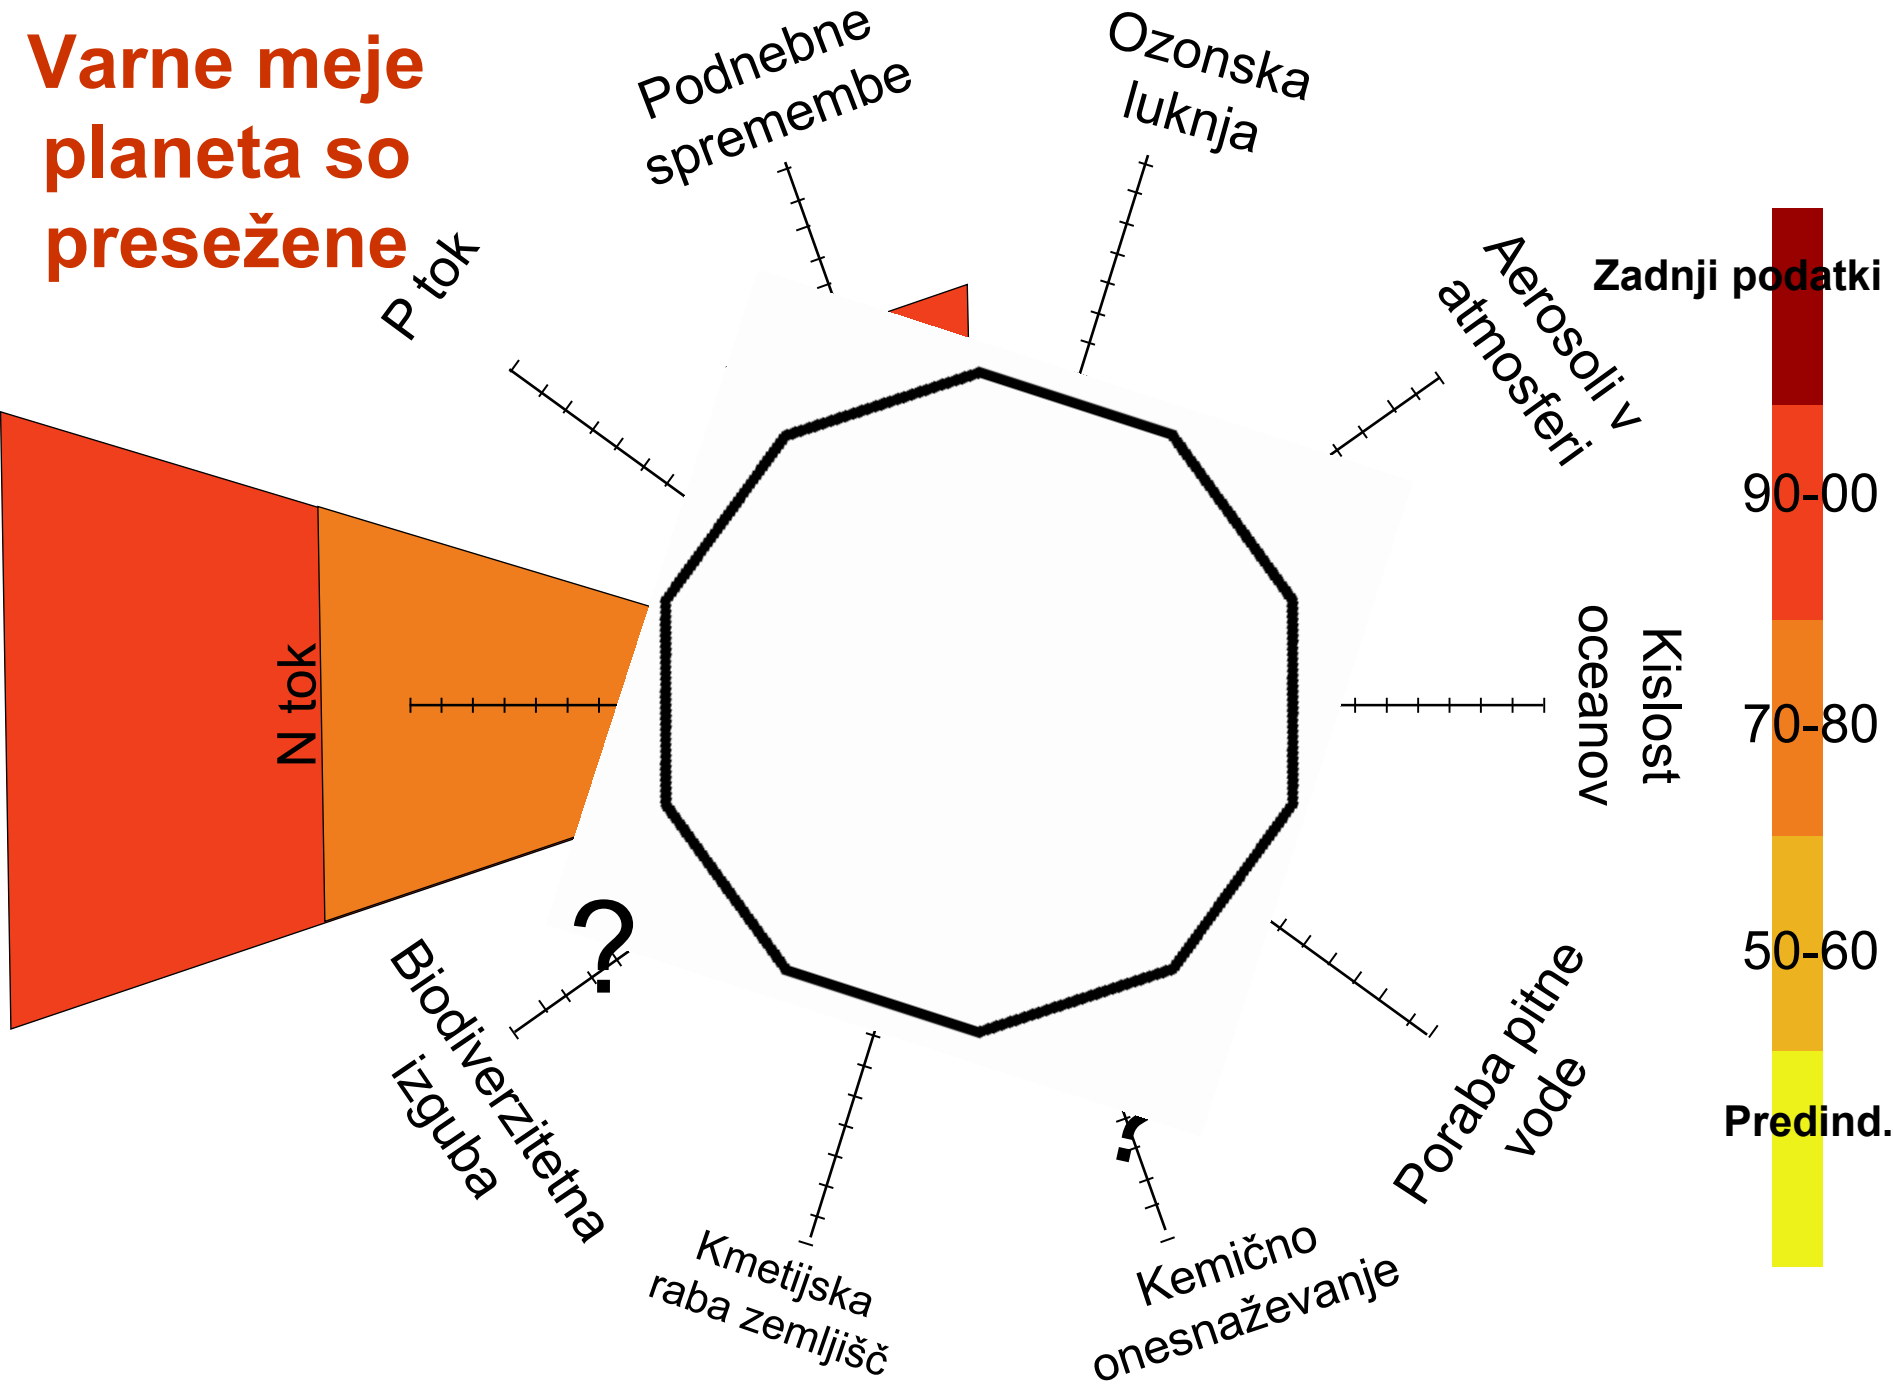 Varne meje
planeta so
presežene
Podnebne
spremembe
Ozonska
luknja
Aerosoli v
atmosferi
Kislost
oceanov
Poraba pitne
vode
Kemično
onesnaževanje
?
Kmetijska
raba zemljišč
Biodiverzitetna
izguba
?
N tok
P tok
Zadnji podatki
90-00
70-80
50-60
Predind.